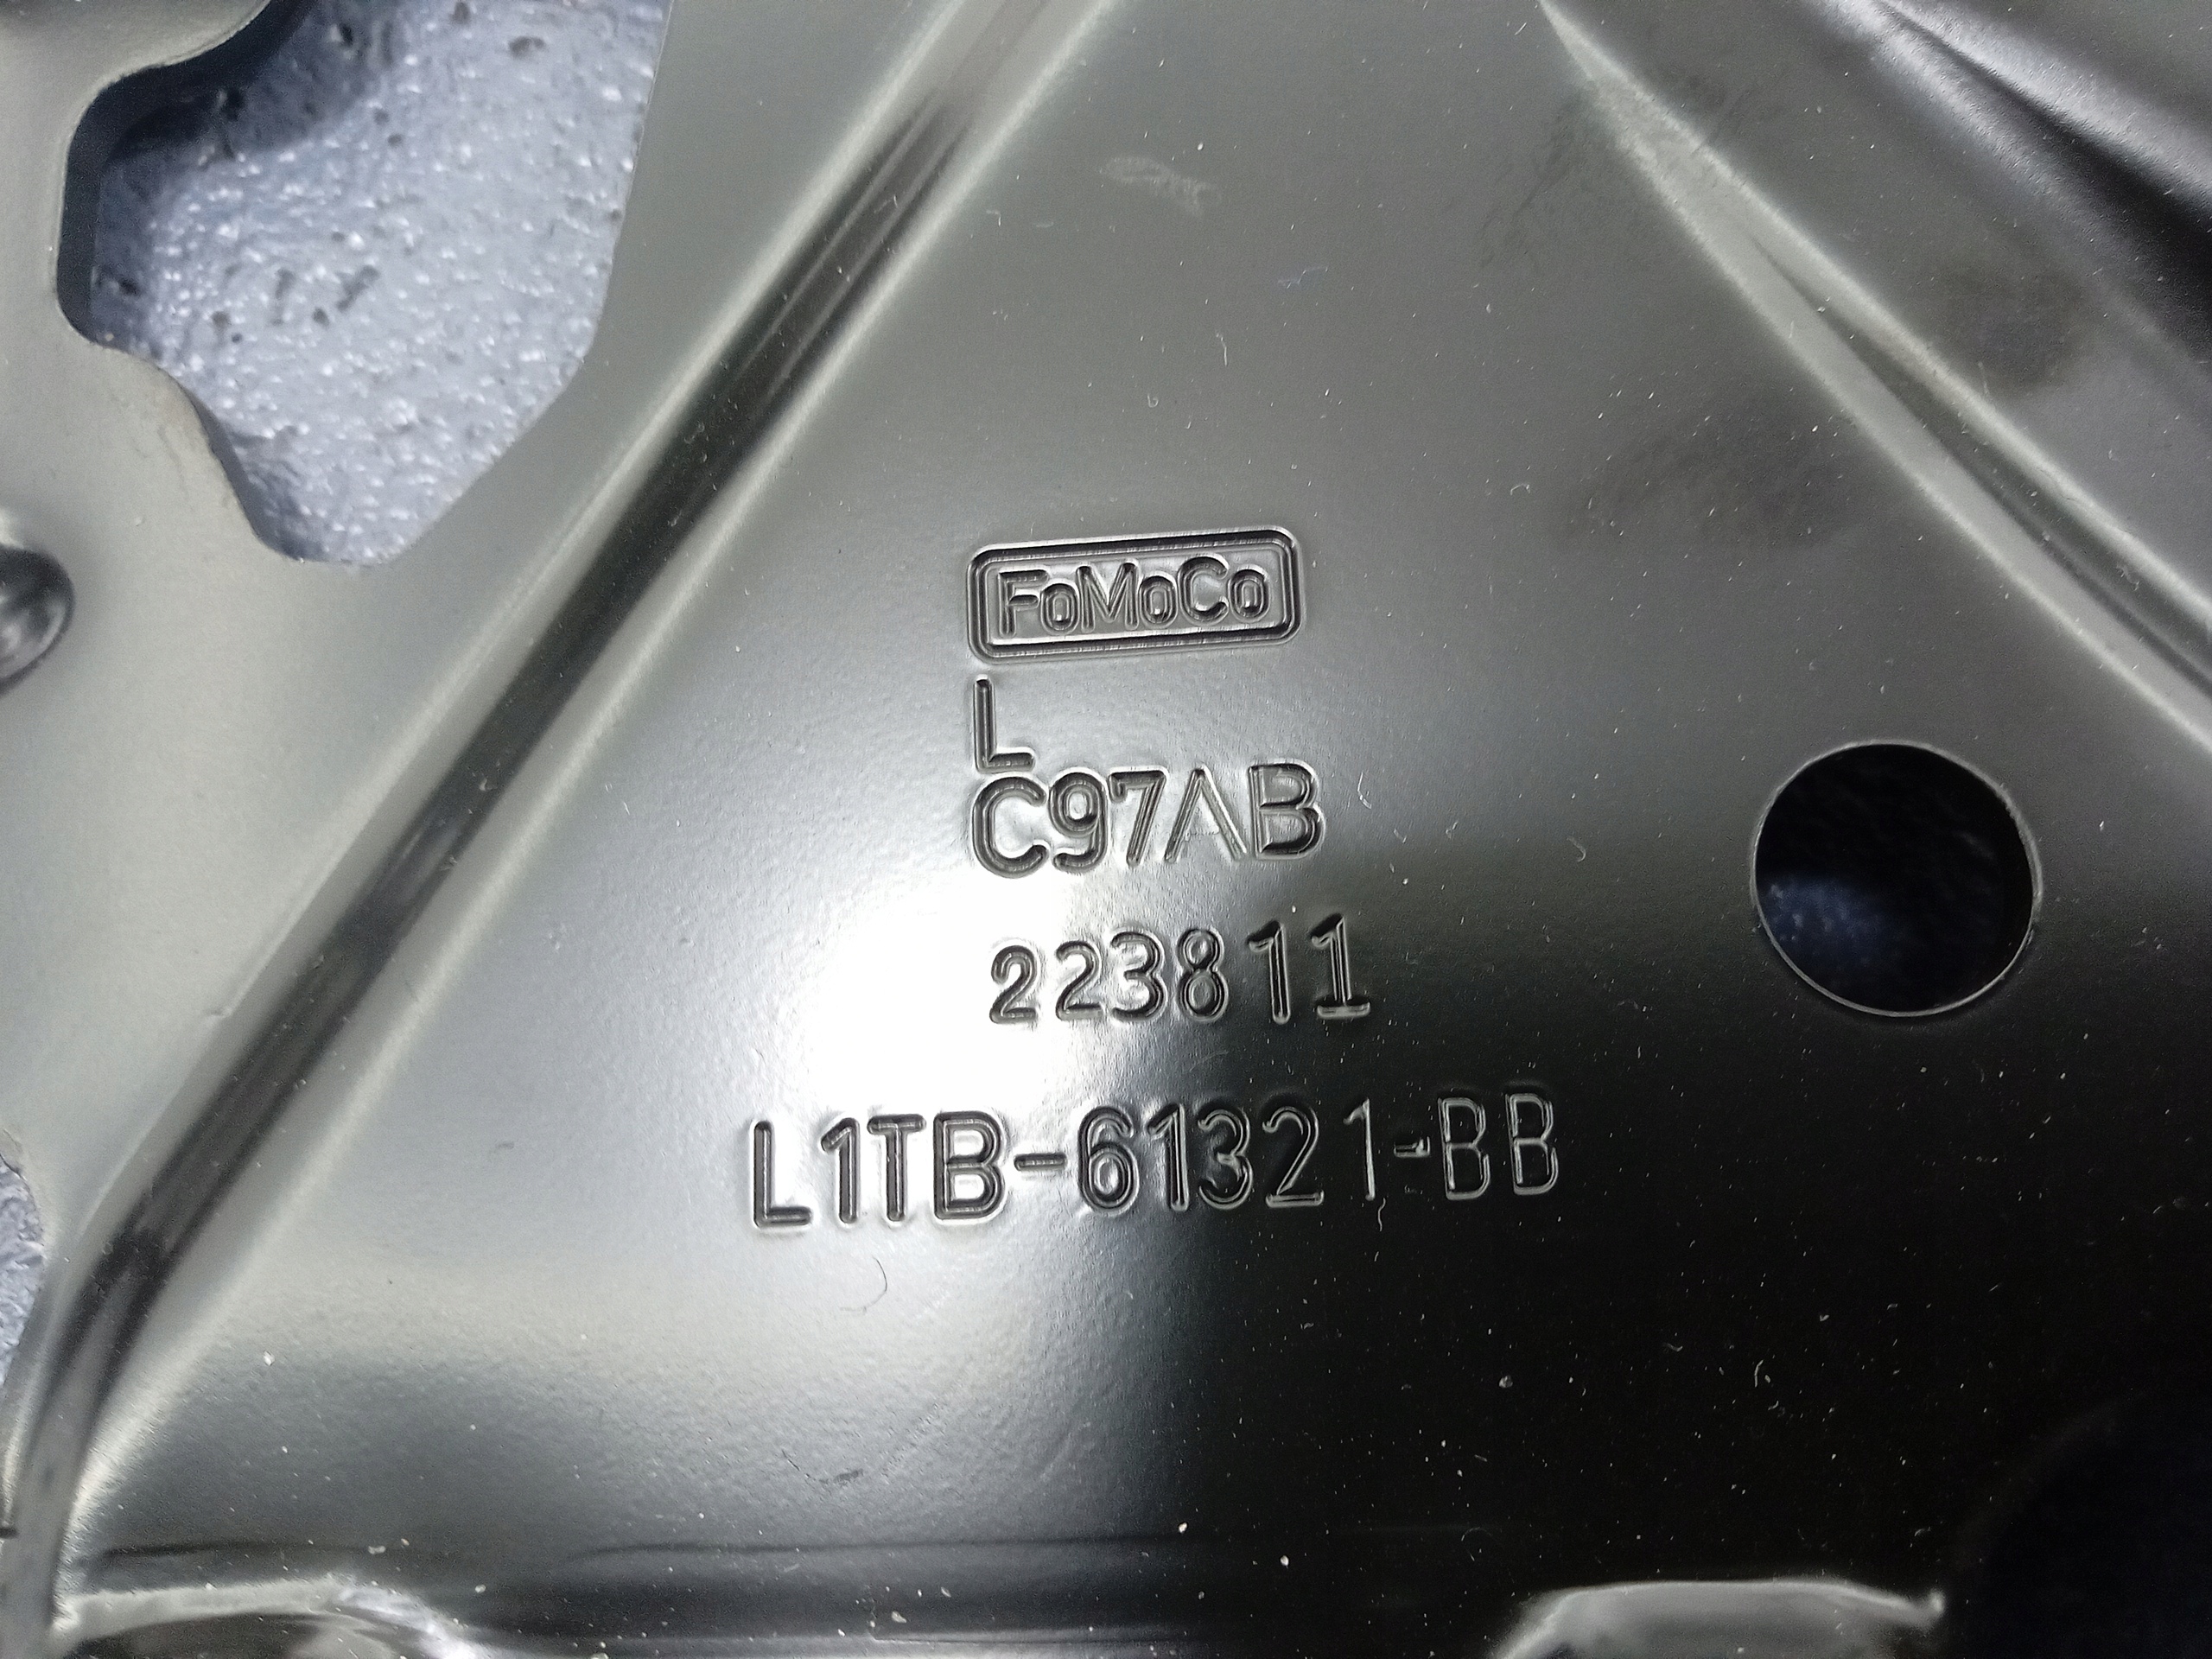 FoMoCo
L
C97AB
223811
L1TB-61321-BB